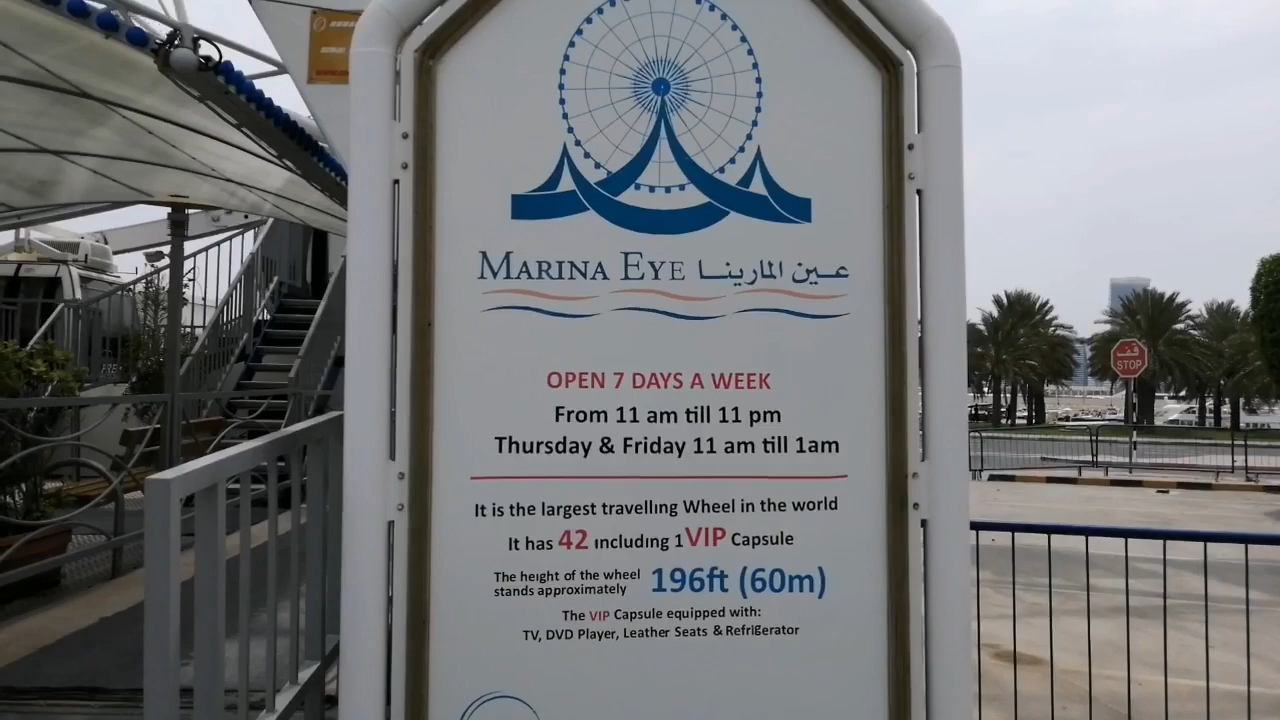 MARINA EYE عين المارينا
OPEN 7 DAYS A WEEK
From 11 am till 11 pm
Thursday & Friday 11 am till 1am
It is the largest travelling Wheel in the world
It has 42 including 1 VIP Capsule
The height of the wheel
stands approximately 196ft (60m)
The VIP Capsule equipped with:
TV, DVD Player, Leather Seats & Refrigerator
قف
STOP